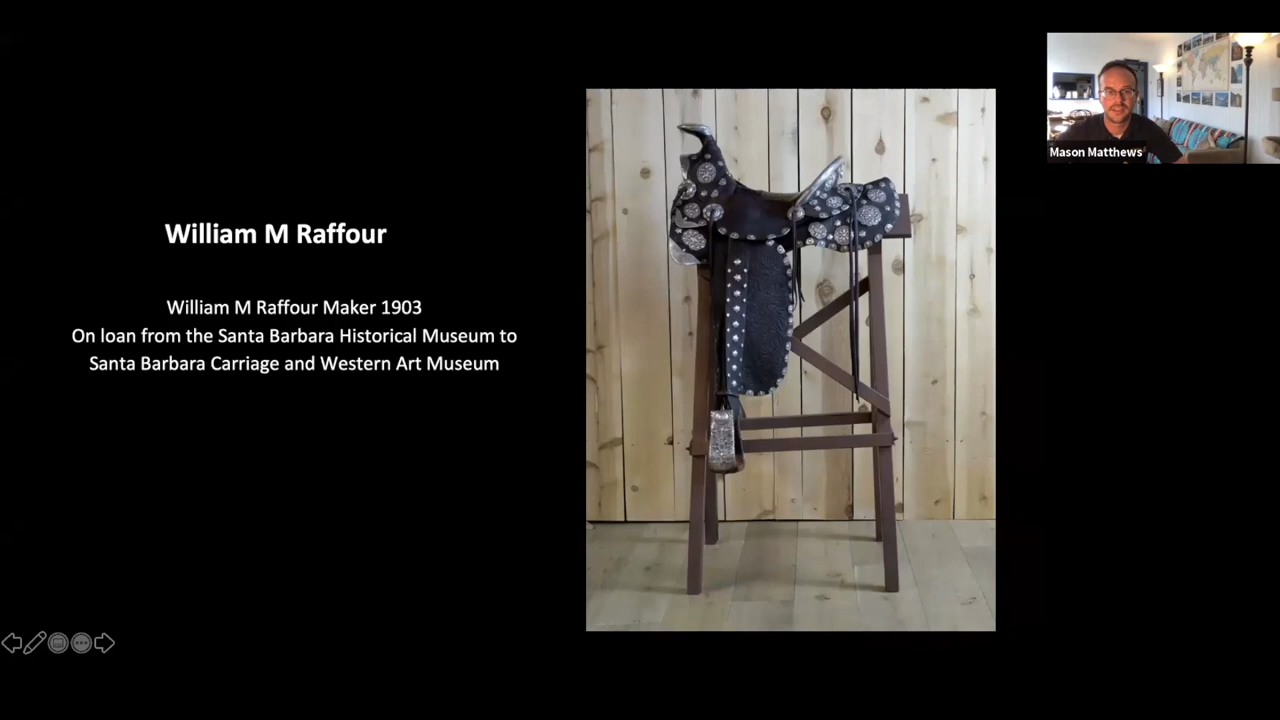 William M Raffour
William M Raffour Maker 1903
On loan from the Santa Barbara Historical Museum to
Santa Barbara Carriage and Western Art Museum
Mason Matthews